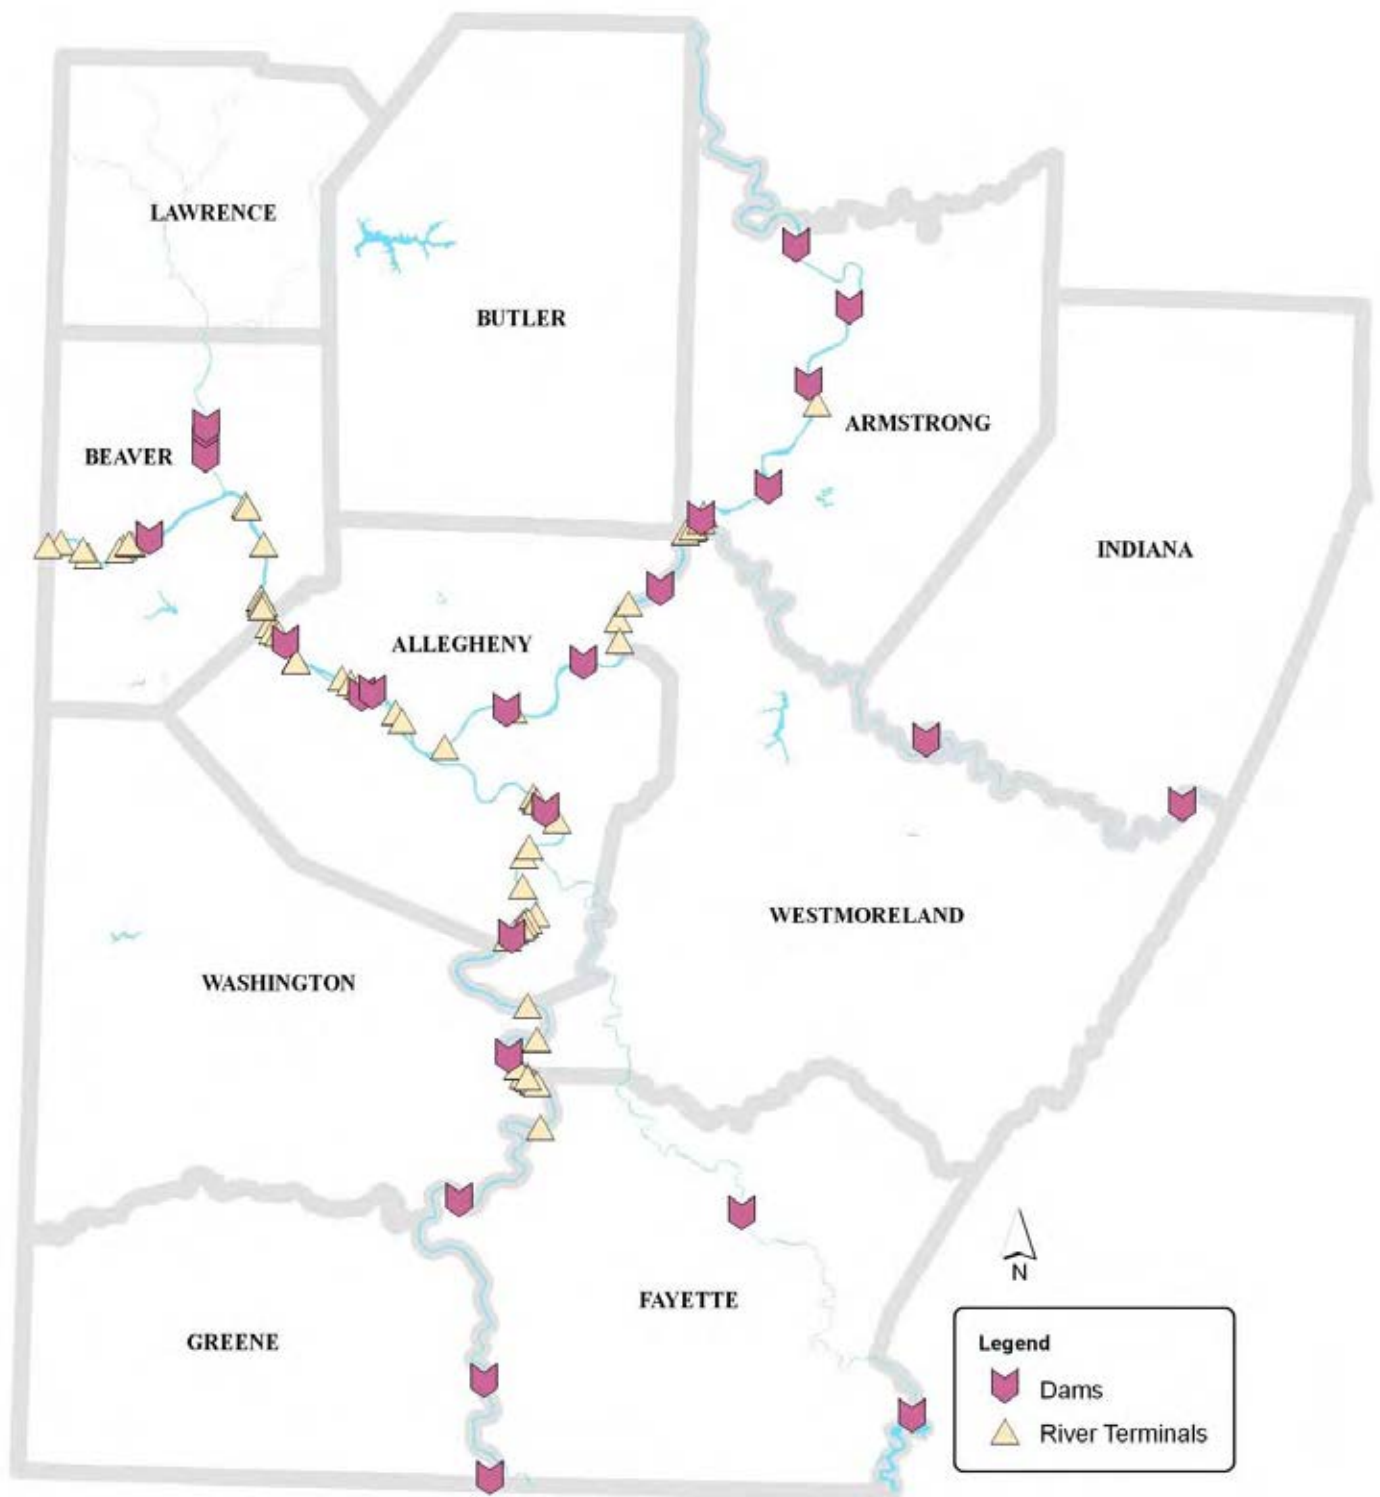 LAWRENCE
BUTLER
ARMSTRONG
BEAVER
INDIANA
ALLEGHENY
WESTMORELAND
WASHINGTON
N
FAYETTE
GREENE
Legend
Dams
River Terminals